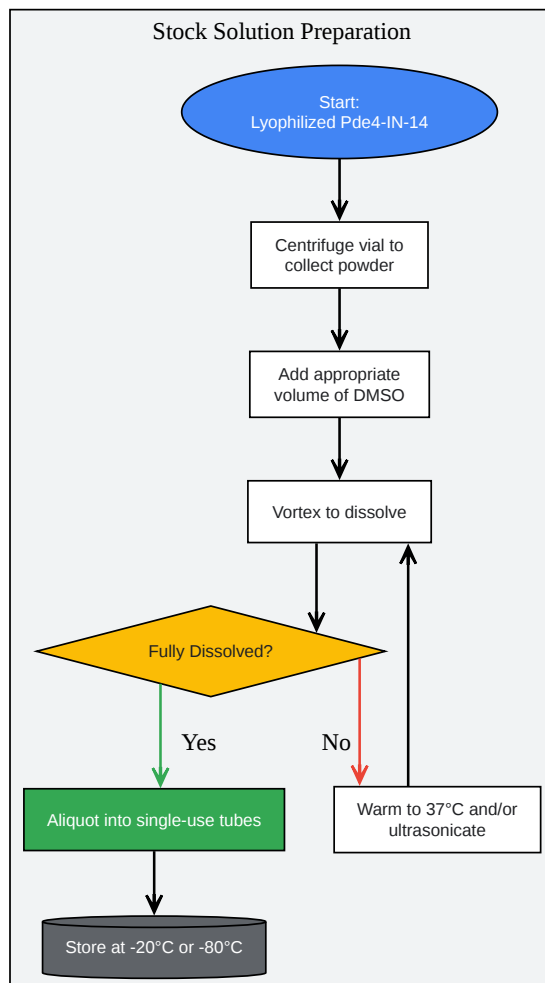 Stock Solution Preparation
Start:
Lyophilized Pde4-IN-14
Centrifuge vial to
collect powder
Add appropriate
volume of DMSO
Vortex to dissolve
Fully Dissolved?
Yes
No
Aliquot into single-use tubes
Warm to 37°C and/or
ultrasonicate
Store at -20°C or -80°C